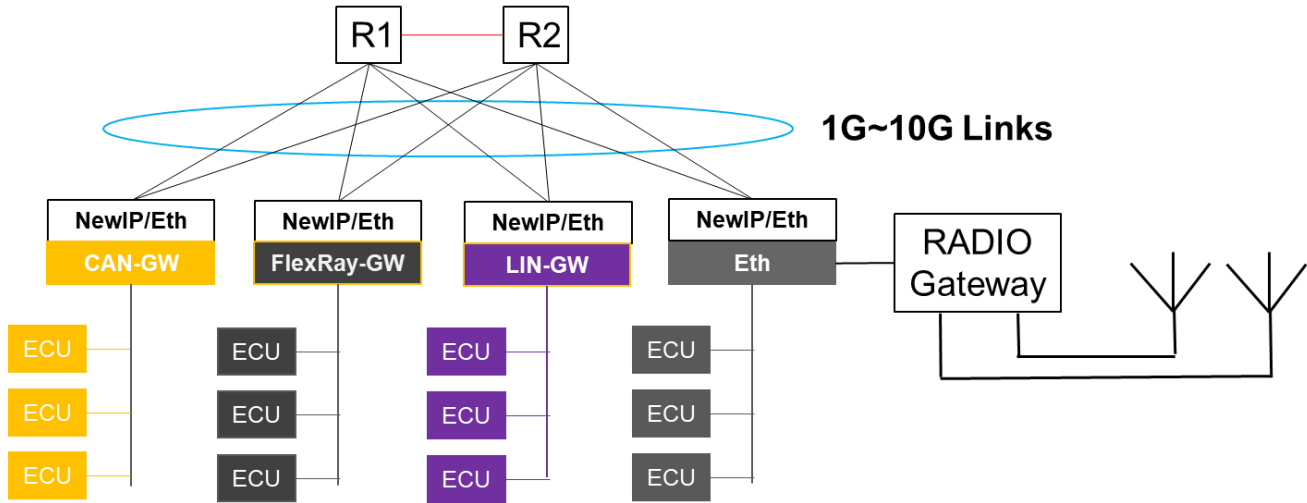 R1
R2
1G~10G Links
NewIP/Eth
NewIP/Eth
NewIP/Eth
NewIP/Eth
CAN-GW
FlexRay-GW
LIN-GW
Eth
RADIO
Gateway
ECU
ECU
ECU
ECU
ECU
ECU
ECU
ECU
ECU
ECU
ECU
ECU